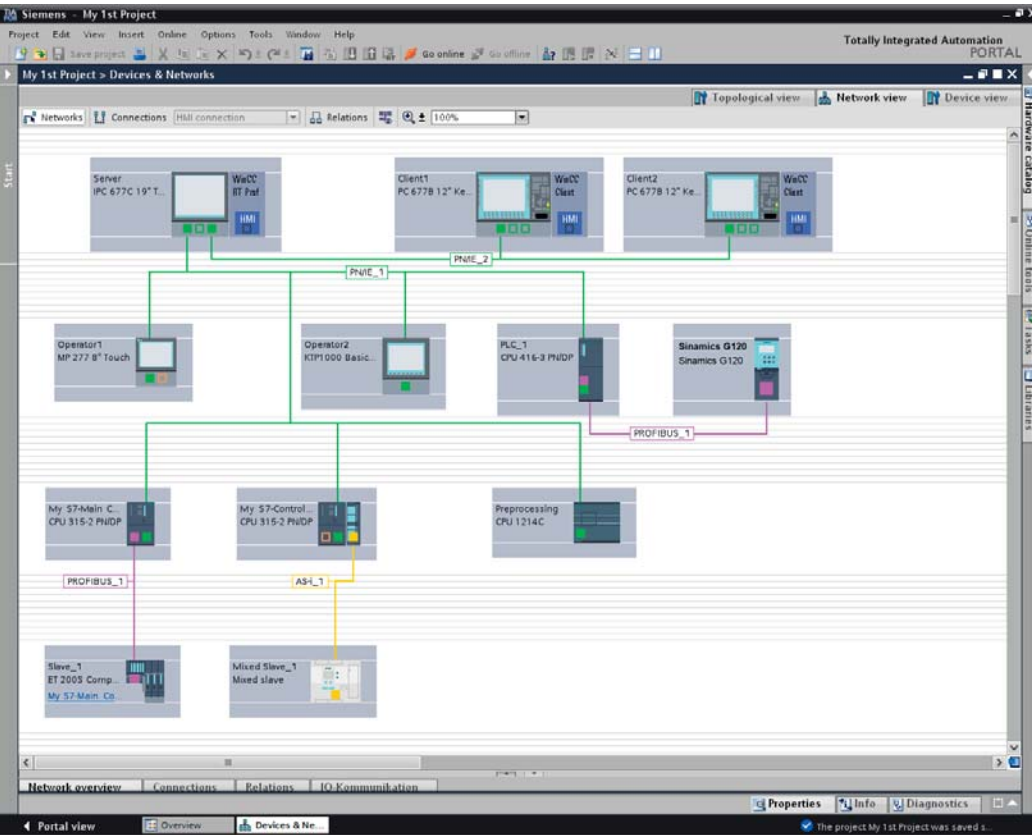 Siemens - My 1st Project
Project Edit View Insert Online Options Tools Window Help
Totally Integrated Automation
PORTAL
Save project Go online Go offline
My 1st Project > Devices & Networks
Topological view Network view Device view
Networks Connections HMI connection Relations 100%
Start
Hardware catalog
Online tools
Tasks
Libraries
Server
IPC 677C 19" T...
WinCC
RT Prof
HMI
Client1
PC 677B 12" Ke...
WinCC
Client
HMI
Client2
PC 677B 12" Ke...
WinCC
Client
HMI
PN/IE_2
PN/IE_1
Operator1
MP 277 8" Touch
Operator2
KTP1000 Basic...
PLC_1
CPU 416-3 PN/DP
Sinamics G120
Sinamics G120
PROFIBUS_1
My S7-Main C...
CPU 315-2 PN/DP
My S7-Control...
CPU 315-2 PN/DP
Preprocessing
CPU 1214C
PROFIBUS_1
AS-i_1
Slave_1
ET 200S Comp...
My S7-Main Co...
Mixed Slave_1
Mixed slave
Network overview Connections Relations IO-Kommunikation
Properties Info Diagnostics
Portal view Overview Devices & Ne...
The project My 1st Project was saved s...